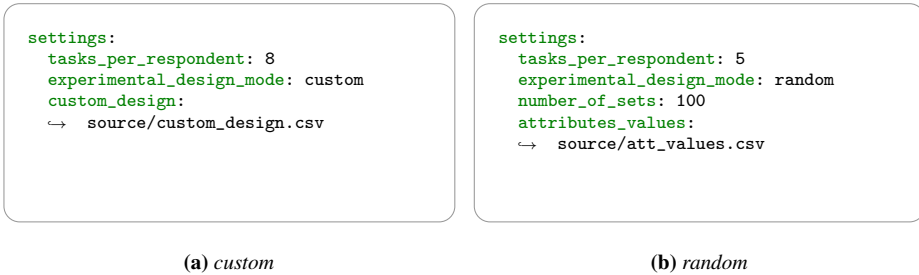 settings:
tasks_per_respondent: 8
experimental_design_mode: custom
custom_design:
↪ source/custom_design.csv
(a) custom
settings:
tasks_per_respondent: 5
experimental_design_mode: random
number_of_sets: 100
attributes_values:
↪ source/att_values.csv
(b) random